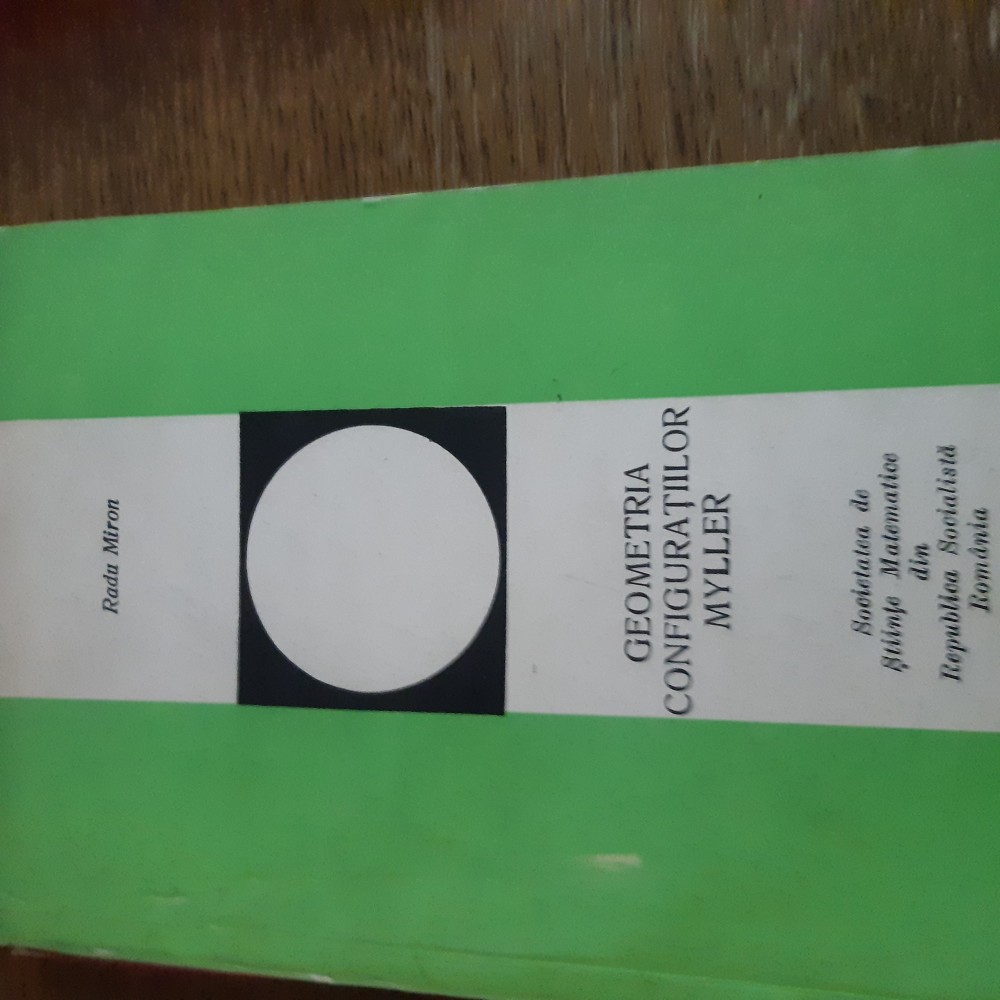 Radu Miron
GEOMETRIA
CONFIGURAȚIILOR
MYLLER
Societatea de
Științe Matematice
din
Republica Socialistă
România